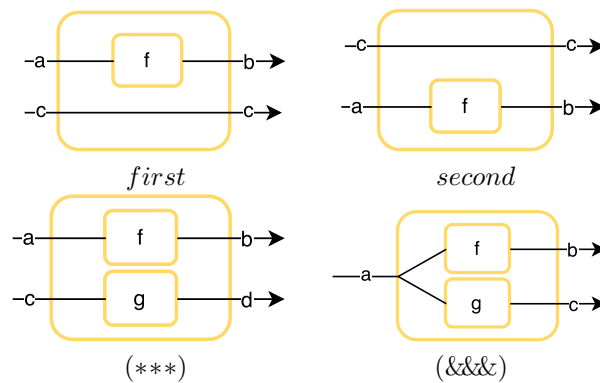 a f b
c c
first
c c
a f b
second
a f b
c g d
(***)
f b
a
g c
(&&&)